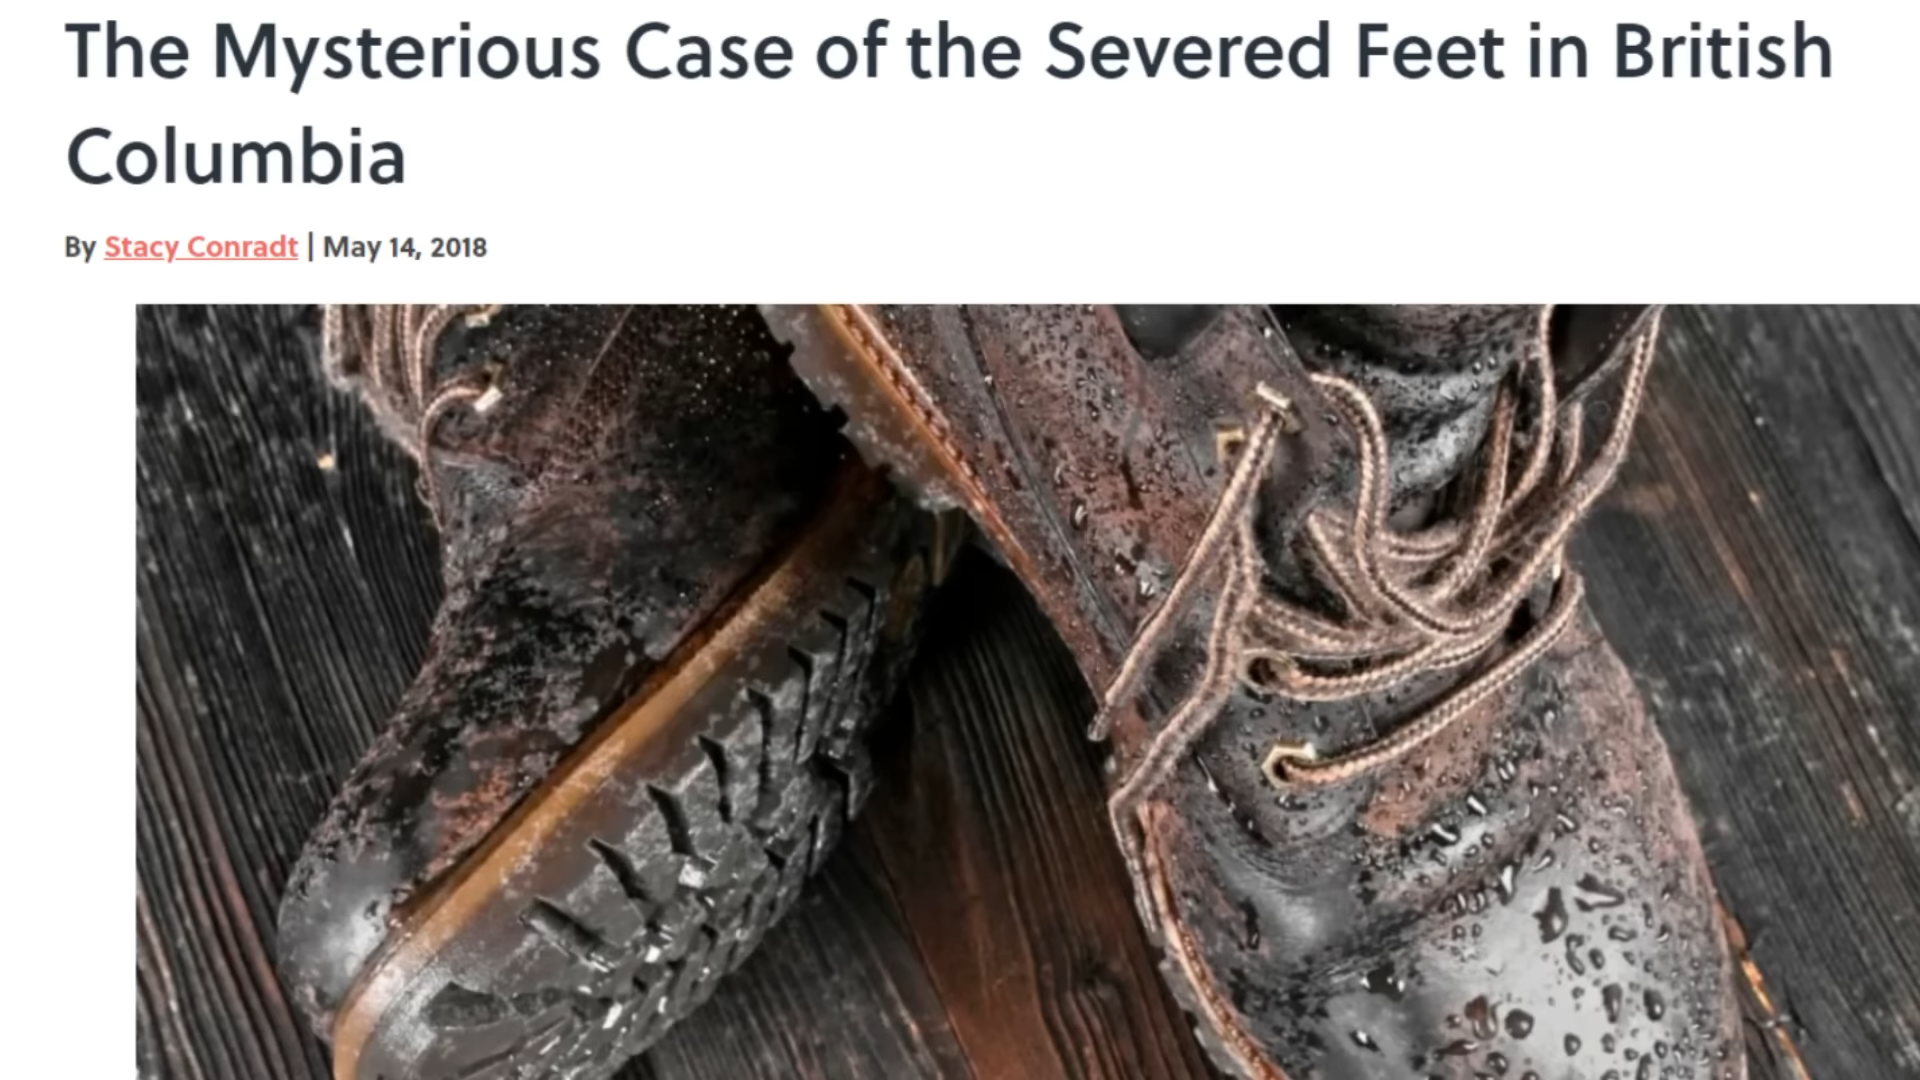 The Mysterious Case of the Severed Feet in British
Columbia
By Stacy Conradt | May 14, 2018